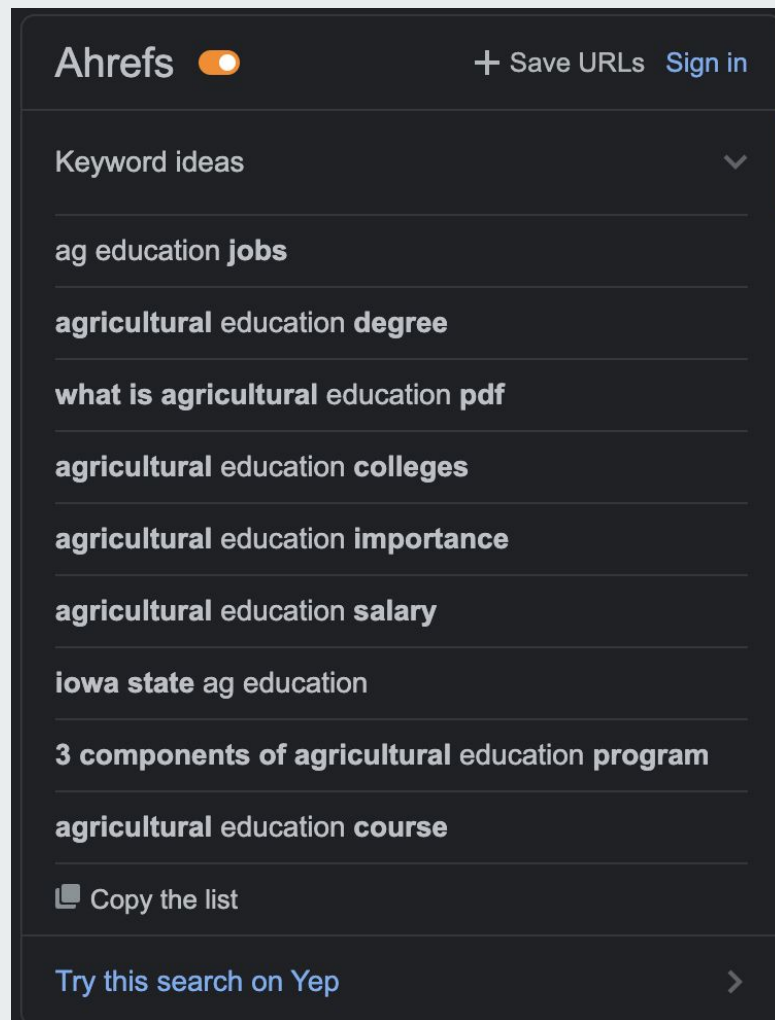 Ahrefs
+ Save URLs Sign in
Keyword ideas
ag education jobs
agricultural education degree
what is agricultural education pdf
agricultural education colleges
agricultural education importance
agricultural education salary
iowa state ag education
3 components of agricultural education program
agricultural education course
Copy the list
Try this search on Yep